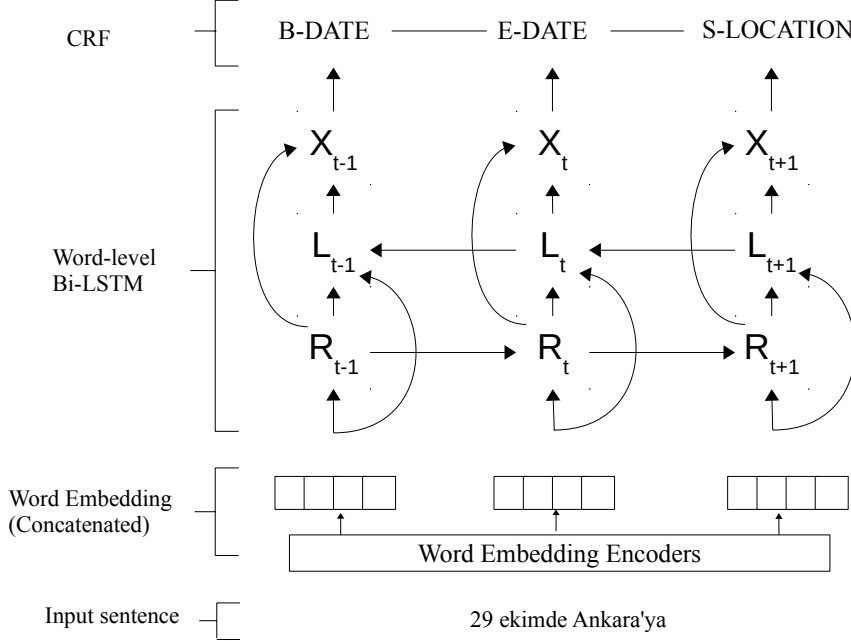 CRF
B-DATE E-DATE S-LOCATION
X t-1 X t X t+1
Word-level
Bi-LSTM
L t-1 L t L t+1
R t-1 R t R t+1
Word Embedding
(Concatenated)
Word Embedding Encoders
Input sentence
29 ekimde Ankara'ya